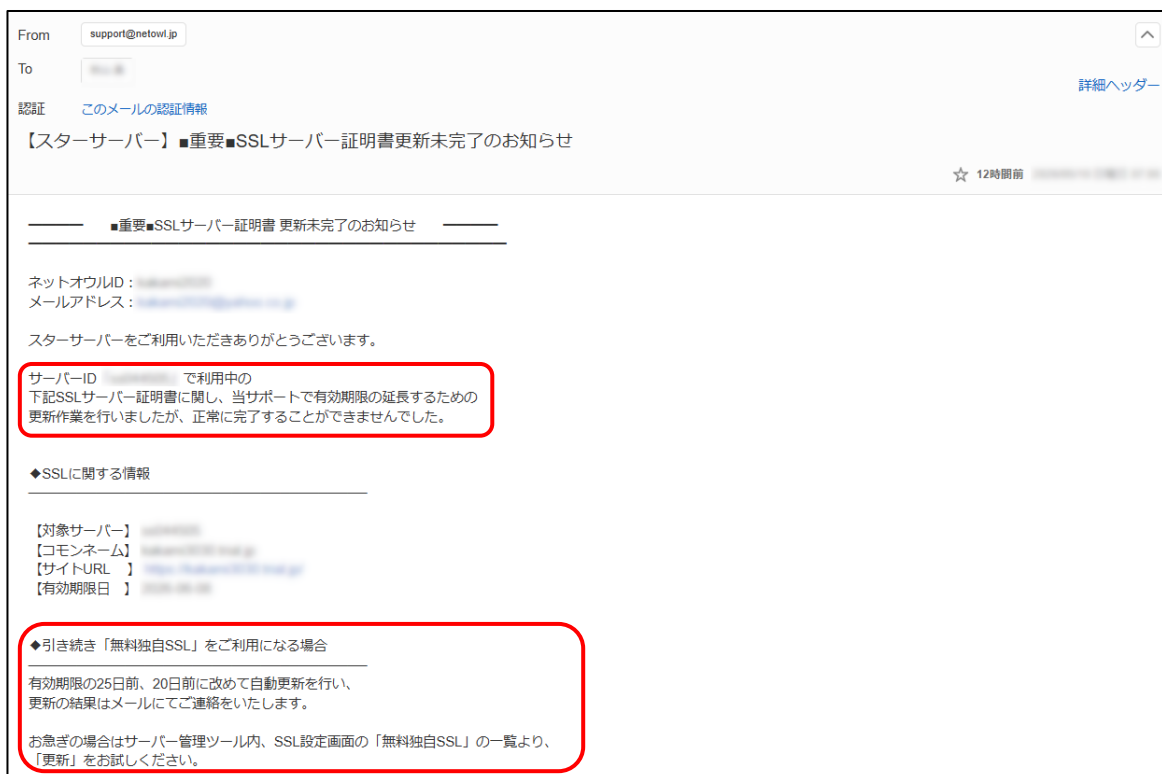 From support@netowl.jp
To
詳細ヘッダー
認証 このメールの認証情報
【スターサーバー】■重要■SSLサーバー証明書更新未完了のお知らせ
☆ 12時間前
■重要■SSLサーバー証明書 更新未完了のお知らせ
ネットオウルID :
メールアドレス :
スターサーバーをご利用いただきありがとうございます。
サーバーID で利用中の
下記SSLサーバー証明書に関し、当サポートで有効期限の延長するための
更新作業を行いましたが、正常に完了することができませんでした。
◆SSLに関する情報
【対象サーバー】
【コモンネーム】
【サイトURL 】
【有効期限日 】
◆引き続き「無料独自SSL」をご利用になる場合
有効期限の25日前、20日前に改めて自動更新を行い、
更新の結果はメールにてご連絡をいたします。
お急ぎの場合はサーバー管理ツール内、SSL設定画面の「無料独自SSL」の一覧より、
「更新」をお試しください。